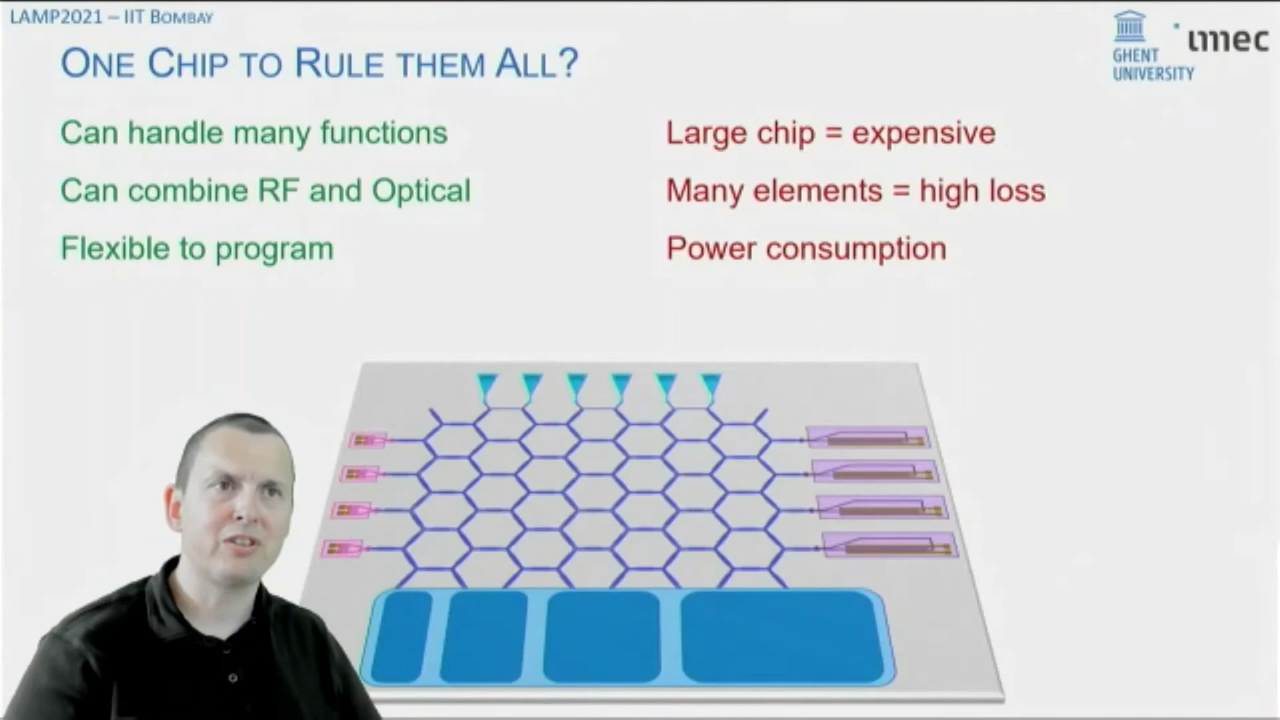 LAMP2021 – IIT BOMBAY
ONE CHIP TO RULE THEM ALL?
GHENT
UNIVERSITY
imec
Can handle many functions
Can combine RF and Optical
Flexible to program
Large chip = expensive
Many elements = high loss
Power consumption